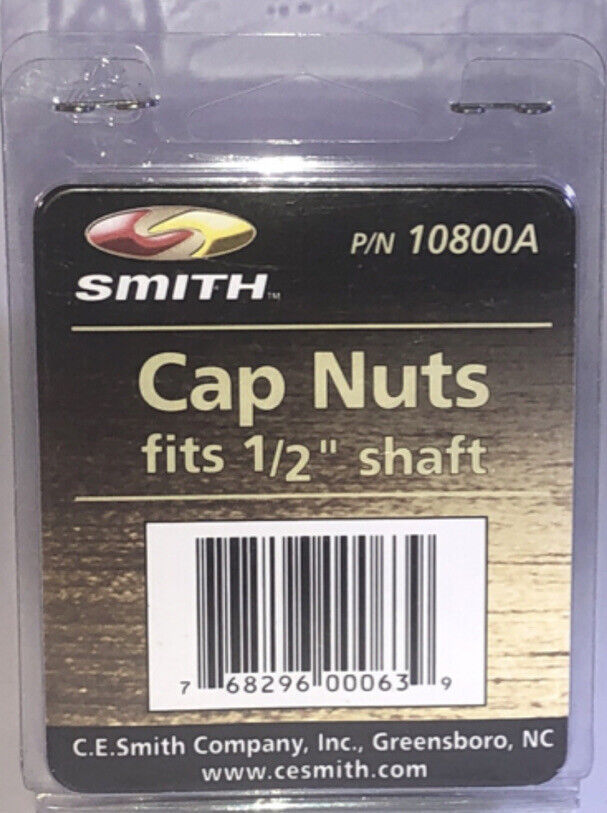 P/N 10800A
SMITH™
Cap Nuts
fits 1/2" shaft
7 68296 00063 9
C.E.Smith Company, Inc., Greensboro, NC
www.cesmith.com